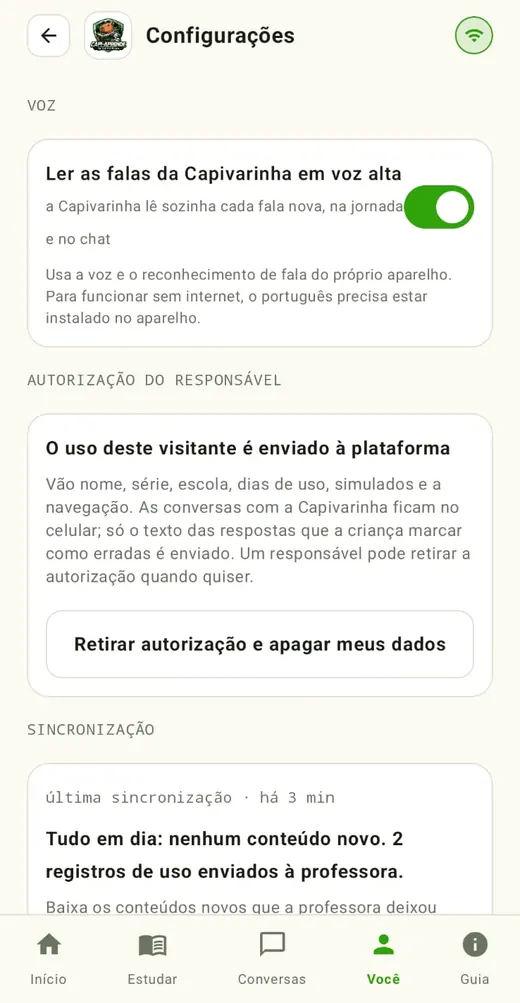 Configurações
VOZ
Ler as falas da Capivarinha em voz alta
a Capivarinha lê sozinha cada fala nova, na jornada
e no chat
Usa a voz e o reconhecimento de fala do próprio aparelho.
Para funcionar sem internet, o português precisa estar
instalado no aparelho.
AUTORIZAÇÃO DO RESPONSÁVEL
O uso deste visitante é enviado à plataforma
Vão nome, série, escola, dias de uso, simulados e a
navegação. As conversas com a Capivarinha ficam no
celular; só o texto das respostas que a criança marcar
como erradas é enviado. Um responsável pode retirar a
autorização quando quiser.
Retirar autorização e apagar meus dados
SINCRONIZAÇÃO
última sincronização · há 3 min
Tudo em dia: nenhum conteúdo novo. 2
registros de uso enviados à professora.
Baixa os conteúdos novos que a professora deixou
Início
Estudar
Conversas
Você
Guia